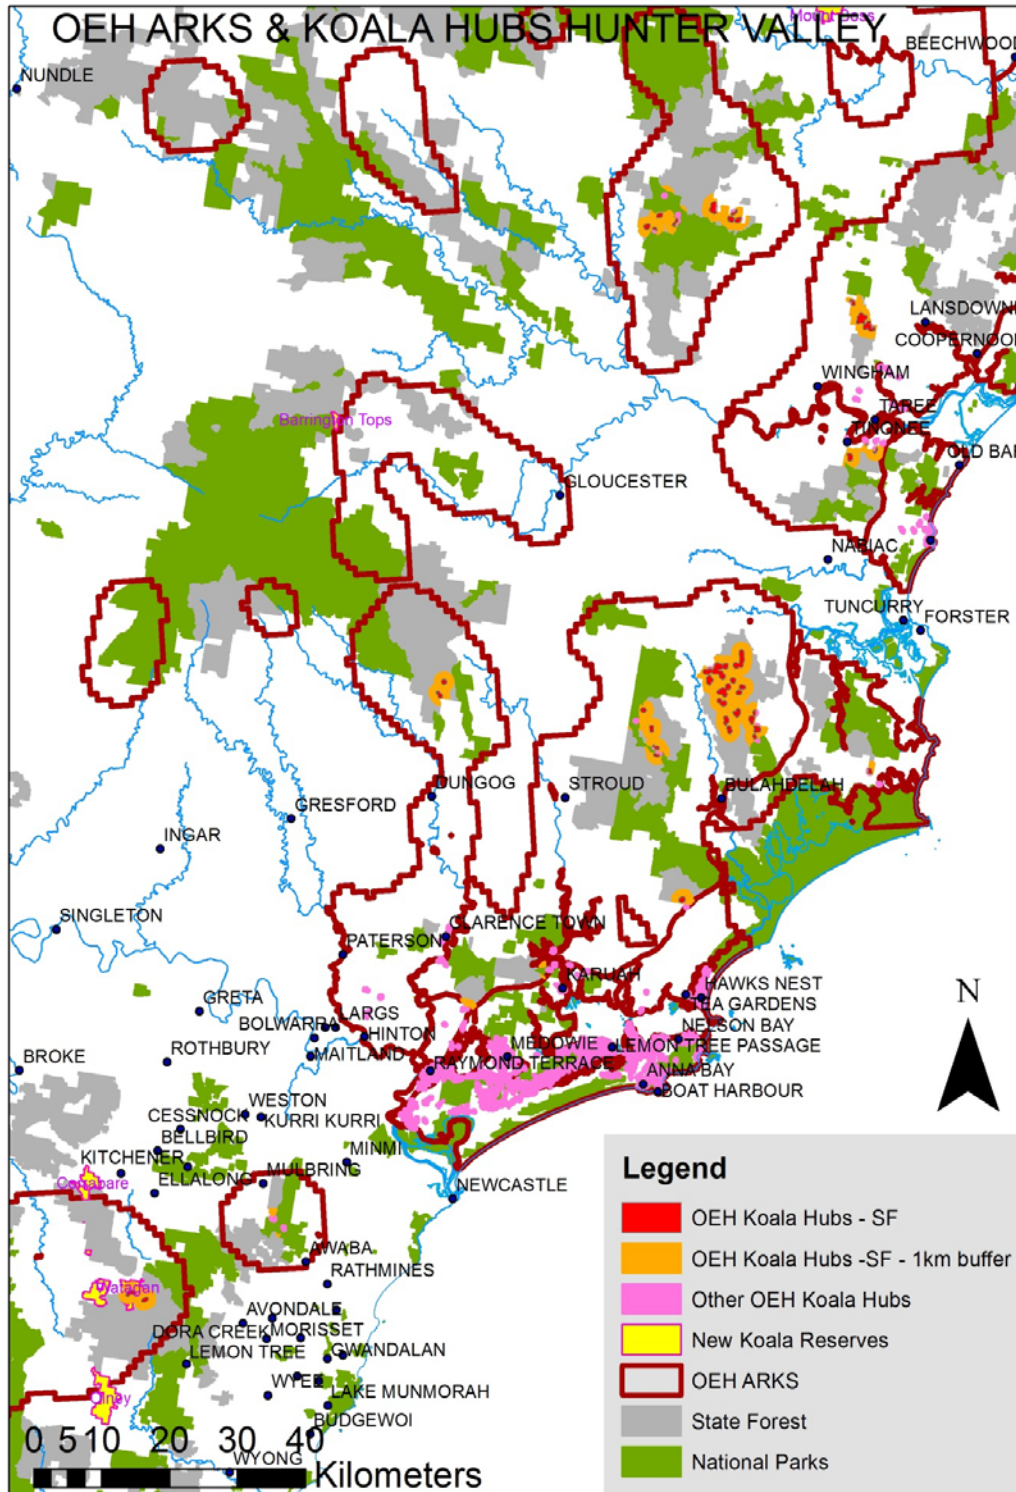 OEH ARKS & KOALA HUBS HUNTER VALLEY
Mount Boss
BEECHWOOD
NUNDLE
LANSDOWNE
COOPERNOOK
WINGHAM
Barrington Tops
TAREE
TINONEE
OLD BAR
GLOUCESTER
NABIAC
TUNCURRY
FORSTER
DUNGOG
STROUD
BULAHDELAH
GRESFORD
INGAR
SINGLETON
CLARENCE TOWN
PATERSON
KARUAH
HAWKS NEST
TEA GARDENS
GRETA
LARGS
BOLWARRA
HINTON
NELSON BAY
MEDOWIE
LEMON TREE PASSAGE
ROTHBURY
MAITLAND
BROKE
RAYMOND TERRACE
ANNA BAY
BOAT HARBOUR
WESTON
CESSNOCK
KURRI KURRI
BELLBIRD
MINMI
KITCHENER
MULBRING
Corrabare
ELLALONG
NEWCASTLE
AWABA
RATHMINES
Watagan
AVONDALE
DORA CREEK
MORISSET
LEMON TREE
GWANDALAN
WYEE
LAKE MUNMORAH
Olney
BUDGEWOI
WYONG
0 5 10 20 30 40
Kilometers
N
Legend
OEH Koala Hubs - SF
OEH Koala Hubs -SF - 1km buffer
Other OEH Koala Hubs
New Koala Reserves
OEH ARKS
State Forest
National Parks